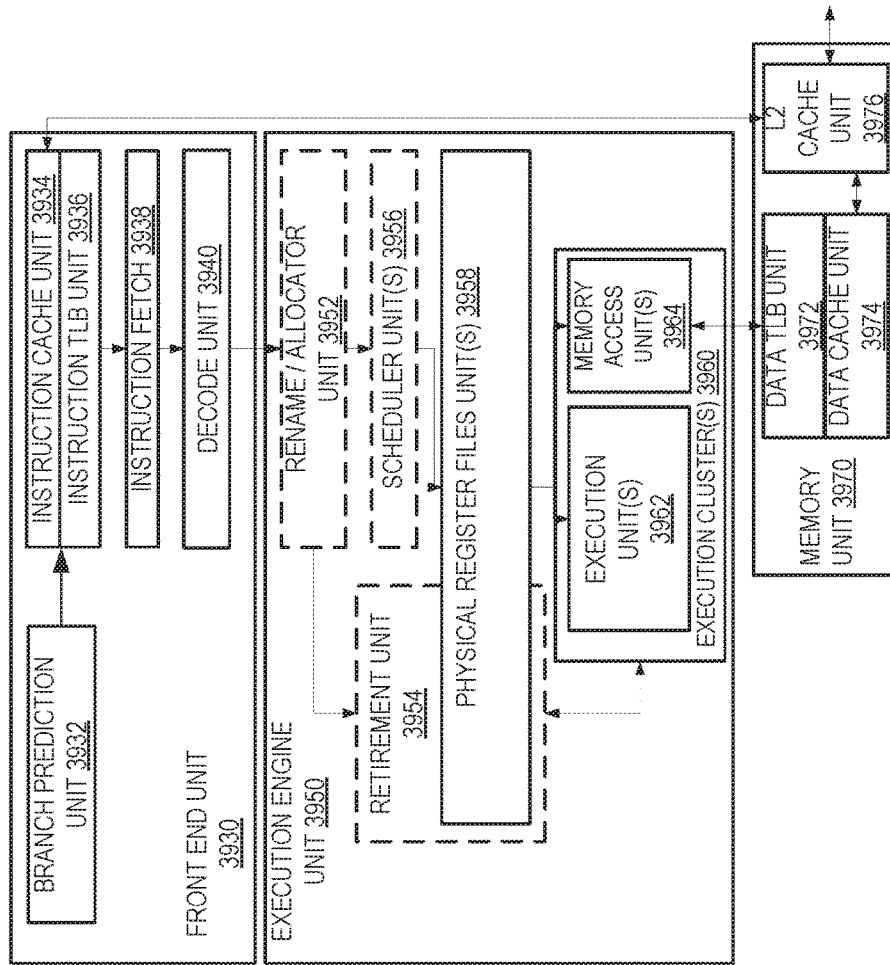 BRANCH PREDICTION
UNIT 3932
INSTRUCTION CACHE UNIT 3934
INSTRUCTION TLB UNIT 3936
INSTRUCTION FETCH 3938
DECODE UNIT 3940
FRONT END UNIT
3930
EXECUTION ENGINE
UNIT 3950
RENAME / ALLOCATOR
UNIT 3952
RETIREMENT UNIT
3954
SCHEDULER UNIT(S) 3956
PHYSICAL REGISTER FILES UNIT(S) 3958
EXECUTION
UNIT(S)
3962
MEMORY
ACCESS
UNIT(S)
3964
EXECUTION CLUSTER(S) 3960
MEMORY
UNIT 3970
DATA TLB UNIT
3972
DATA CACHE UNIT
3974
L2
CACHE
UNIT
3976